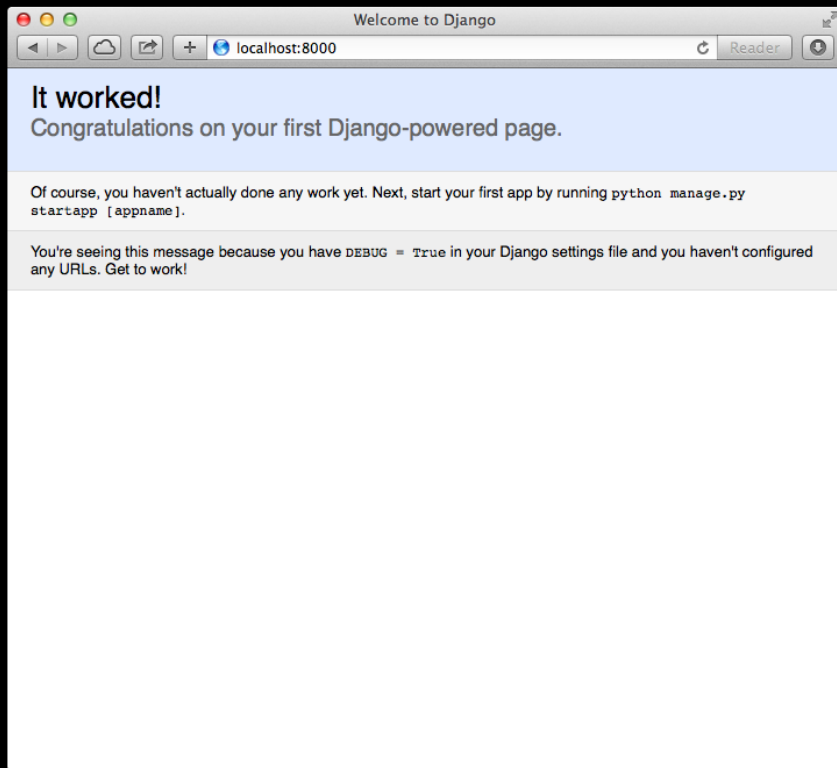 Welcome to Django
localhost:8000
Reader
It worked!
Congratulations on your first Django-powered page.
Of course, you haven't actually done any work yet. Next, start your first app by running python manage.py
startapp [appname].
You're seeing this message because you have DEBUG = True in your Django settings file and you haven't configured
any URLs. Get to work!